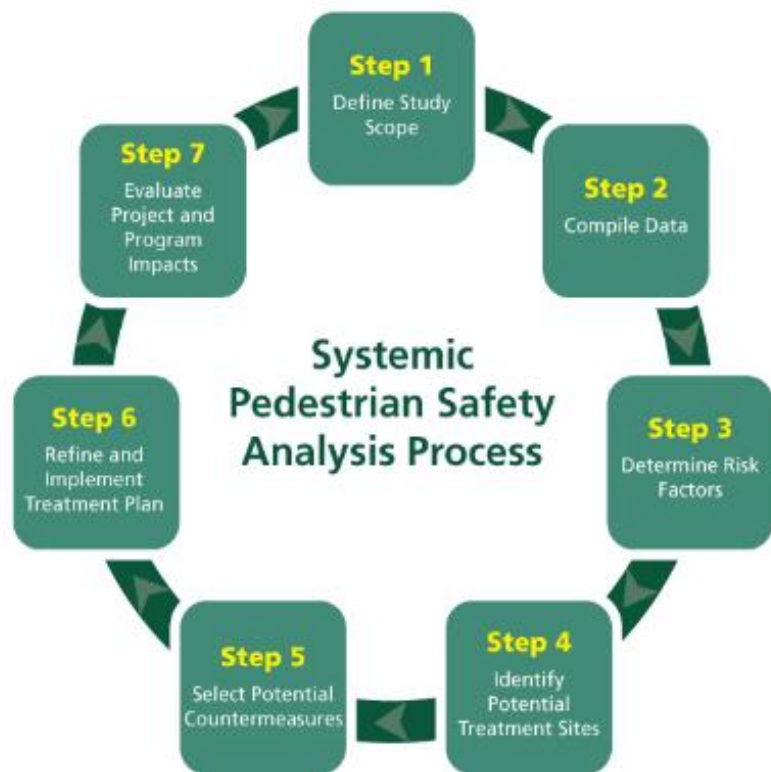 Step 1
Define Study
Scope
Step 2
Compile Data
Step 3
Determine Risk
Factors
Step 4
Identify
Potential
Treatment Sites
Step 5
Select Potential
Countermeasures
Step 6
Refine and
Implement
Treatment Plan
Step 7
Evaluate
Project and
Program
Impacts
Systemic
Pedestrian Safety
Analysis Process